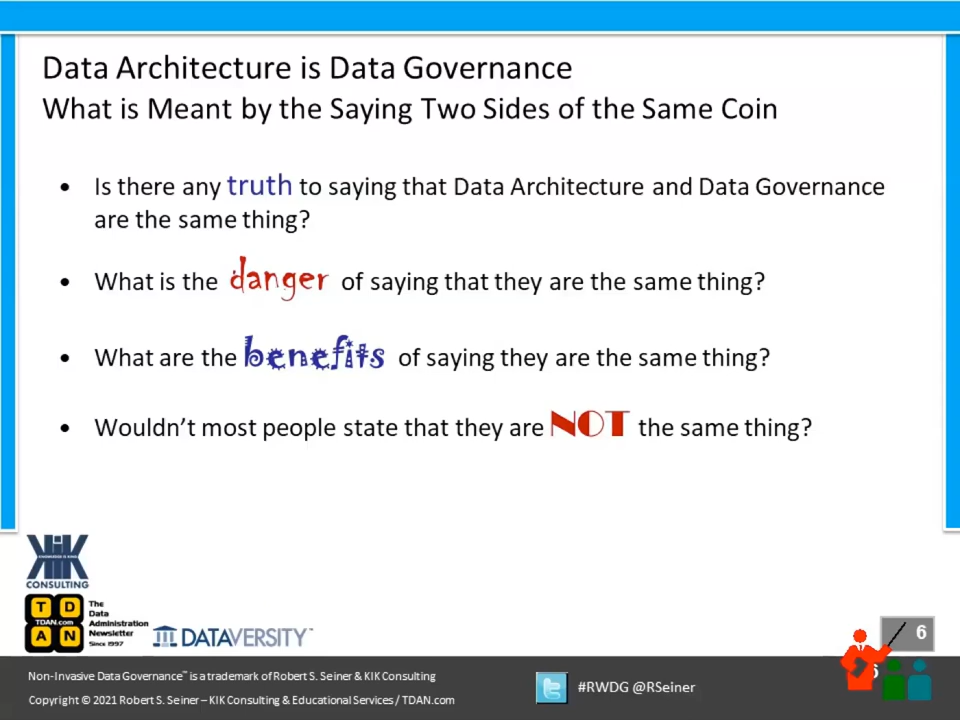 Data Architecture is Data Governance
What is Meant by the Saying Two Sides of the Same Coin
• Is there any truth to saying that Data Architecture and Data Governance
are the same thing?
• What is the danger of saying that they are the same thing?
• What are the benefits of saying they are the same thing?
• Wouldn't most people state that they are NOT the same thing?
KIK
KNOWLEDGE IS KING
CONSULTING
T D
TDAN.com
A N
The
Data
Administration
Newsletter
Since 1997
DATAVERSITY™
6
6
Non-Invasive Data Governance™ is a trademark of Robert S. Seiner & KIK Consulting
Copyright © 2021 Robert S. Seiner – KIK Consulting & Educational Services / TDAN.com
#RWDG @RSeiner